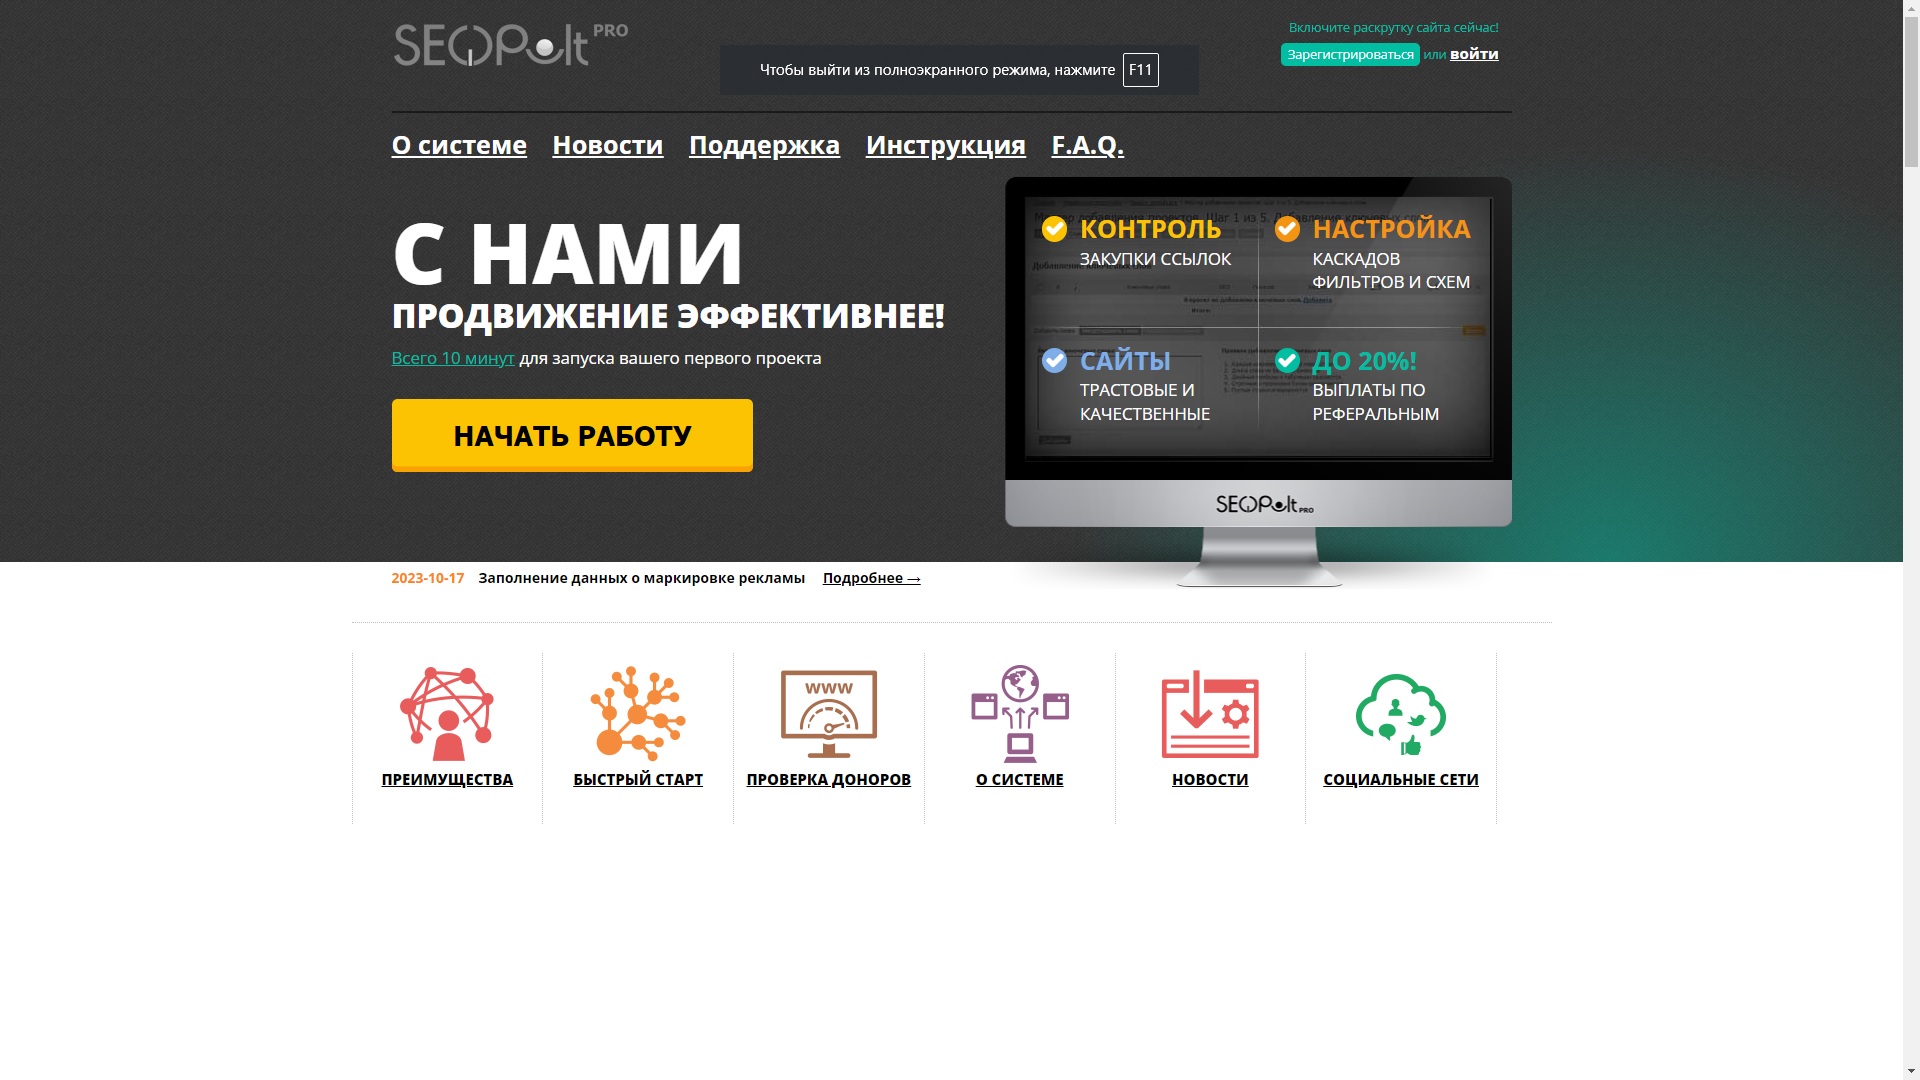 SEOPult PRO
Включите раскрутку сайта сейчас!
Зарегистрироваться или войти
Чтобы выйти из полноэкранного режима, нажмите F11
О системе Новости Поддержка Инструкция F.A.Q.
С НАМИ
ПРОДВИЖЕНИЕ ЭФФЕКТИВНЕЕ!
Всего 10 минут для запуска вашего первого проекта
НАЧАТЬ РАБОТУ
КОНТРОЛЬ
ЗАКУПКИ ССЫЛОК
НАСТРОЙКА
КАСКАДОВ
ФИЛЬТРОВ И СХЕМ
САЙТЫ
ТРАСТОВЫЕ И
КАЧЕСТВЕННЫЕ
ДО 20%!
ВЫПЛАТЫ ПО
РЕФЕРАЛЬНЫМ
SEOPult PRO
2023-10-17 Заполнение данных о маркировке рекламы Подробнее →
WWW
ПРЕИМУЩЕСТВА
БЫСТРЫЙ СТАРТ
ПРОВЕРКА ДОНОРОВ
О СИСТЕМЕ
НОВОСТИ
СОЦИАЛЬНЫЕ СЕТИ